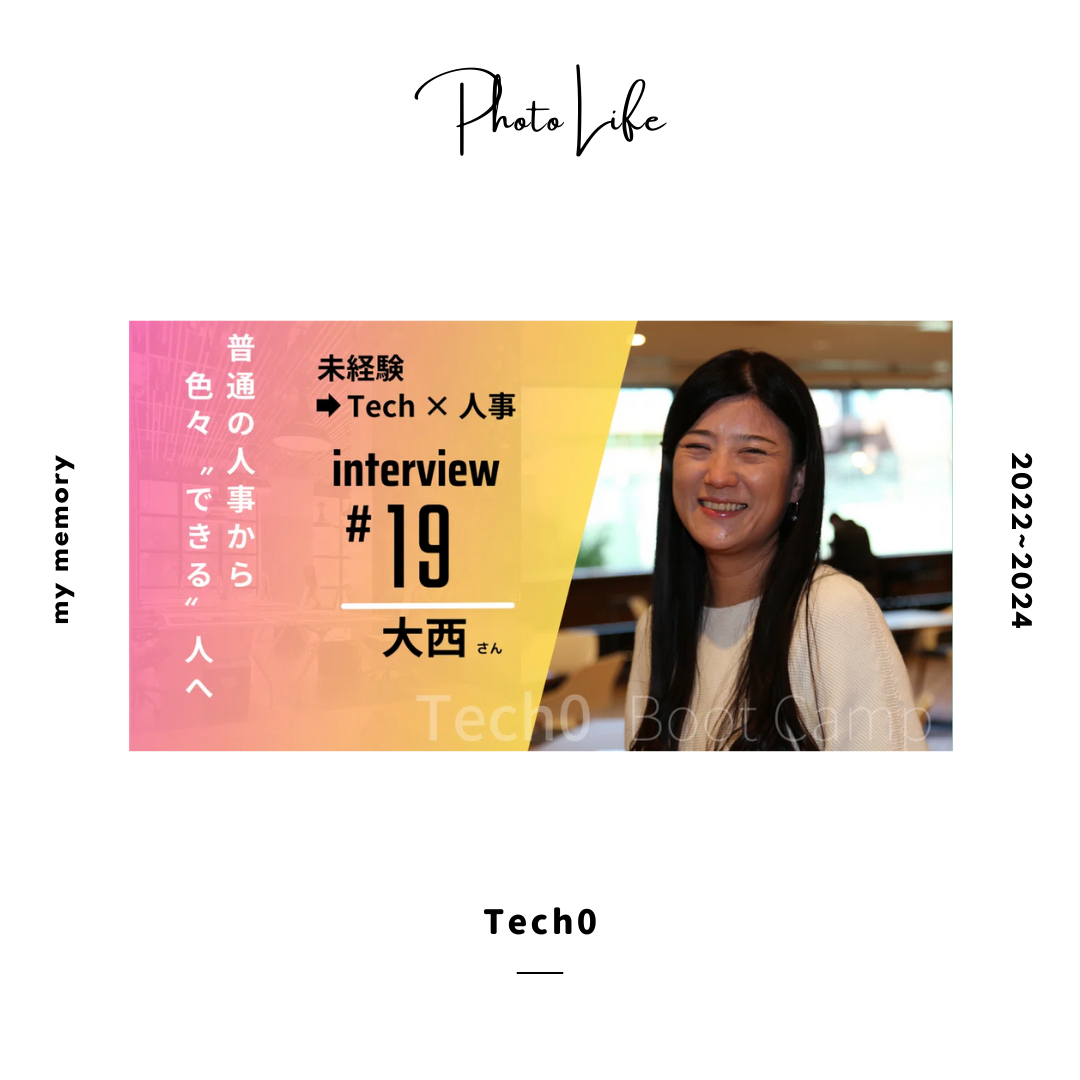 Photo Life
my memory
普通の人事から
色々〝できる〟人へ
未経験
➡ Tech × 人事
interview
#19
大西 さん
Tech0 Boot Camp
2022~2024
Tech0